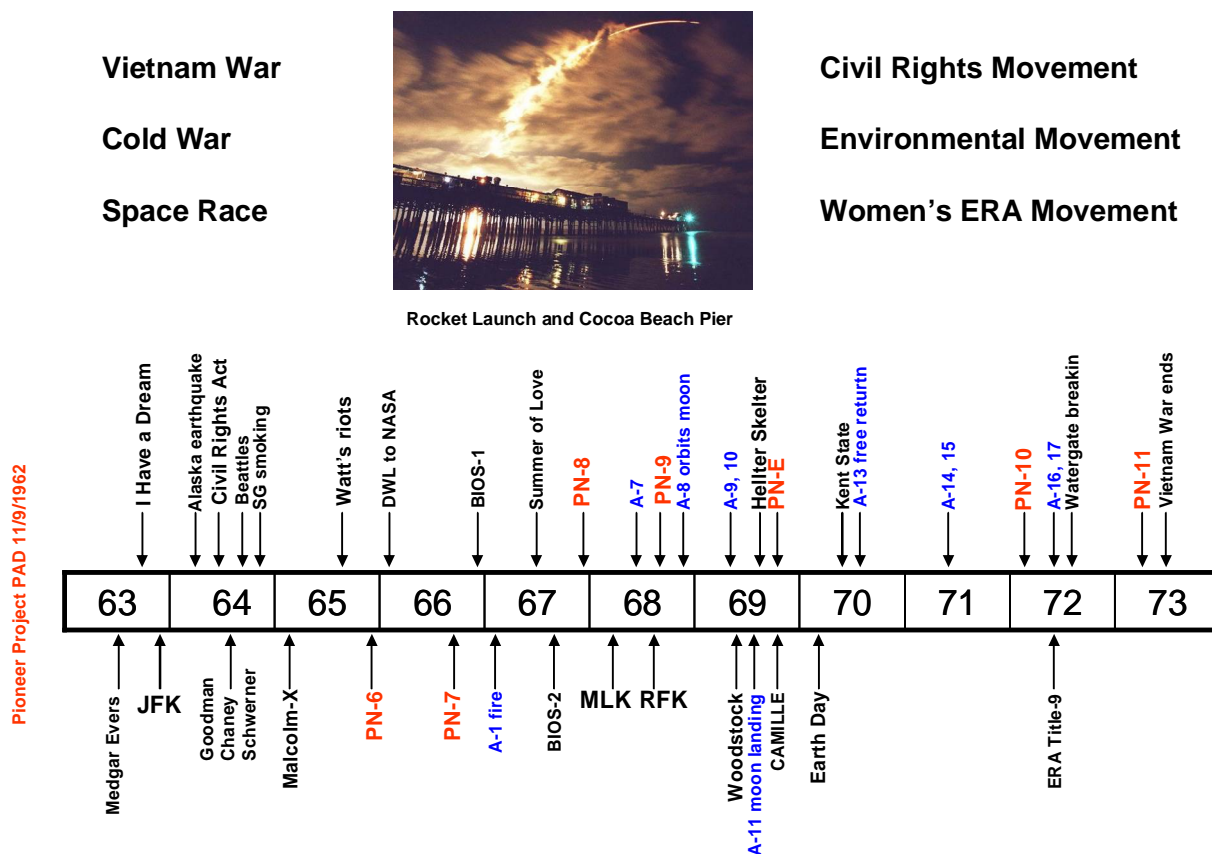 Vietnam War
Cold War
Space Race
Civil Rights Movement
Environmental Movement
Women's ERA Movement
Rocket Launch and Cocoa Beach Pier
Pioneer Project PAD 11/9/1962
I Have a Dream
Alaska earthquake
Civil Rights Act
Beattles
SG smoking
Watt's riots
DWL to NASA
BIOS-1
Summer of Love
PN-8
A-7
PN-9
A-8 orbits moon
A-9, 10
Hellter Skelter
PN-E
Kent State
A-13 free returtn
A-14, 15
PN-10
A-16, 17
Watergate breakin
PN-11
Vietnam War ends
63 64 65 66 67 68 69 70 71 72 73
Medgar Evers
JFK
Goodman
Chaney
Schwerner
Malcolm-X
PN-6
PN-7
A-1 fire
BIOS-2
MLK RFK
Woodstock
A-11 moon landing
CAMILLE
Earth Day
ERA Title-9